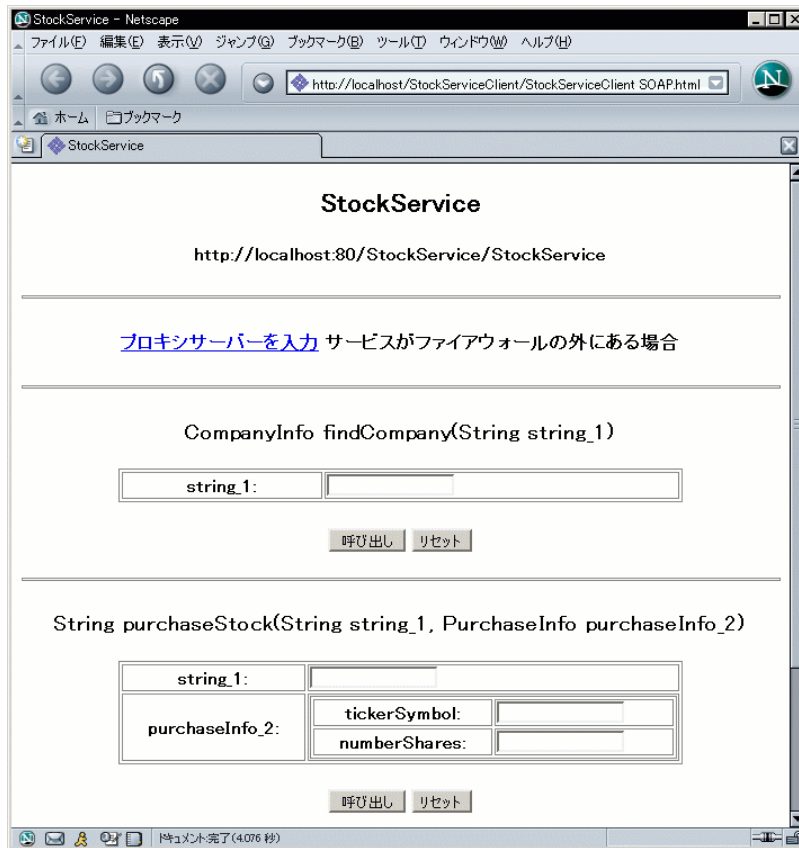 StockService - Netscape
ファイル(F) 編集(E) 表示(V) ジャンプ(G) ブックマーク(B) ツール(T) ウィンドウ(W) ヘルプ(H)
http://localhost/StockServiceClient/StockServiceClient SOAP.html
N
ホーム ブックマーク
StockService
StockService
http://localhost:80/StockService/StockService
プロキシサーバーを入力 サービスがファイアウォールの外にある場合
CompanyInfo findCompany(String string_1)
string_1:
呼び出し リセット
String purchaseStock(String string_1, PurchaseInfo purchaseInfo_2)
string_1:
purchaseInfo_2:
tickerSymbol:
numberShares:
呼び出し リセット
ドキュメント:完了(4.076 秒)